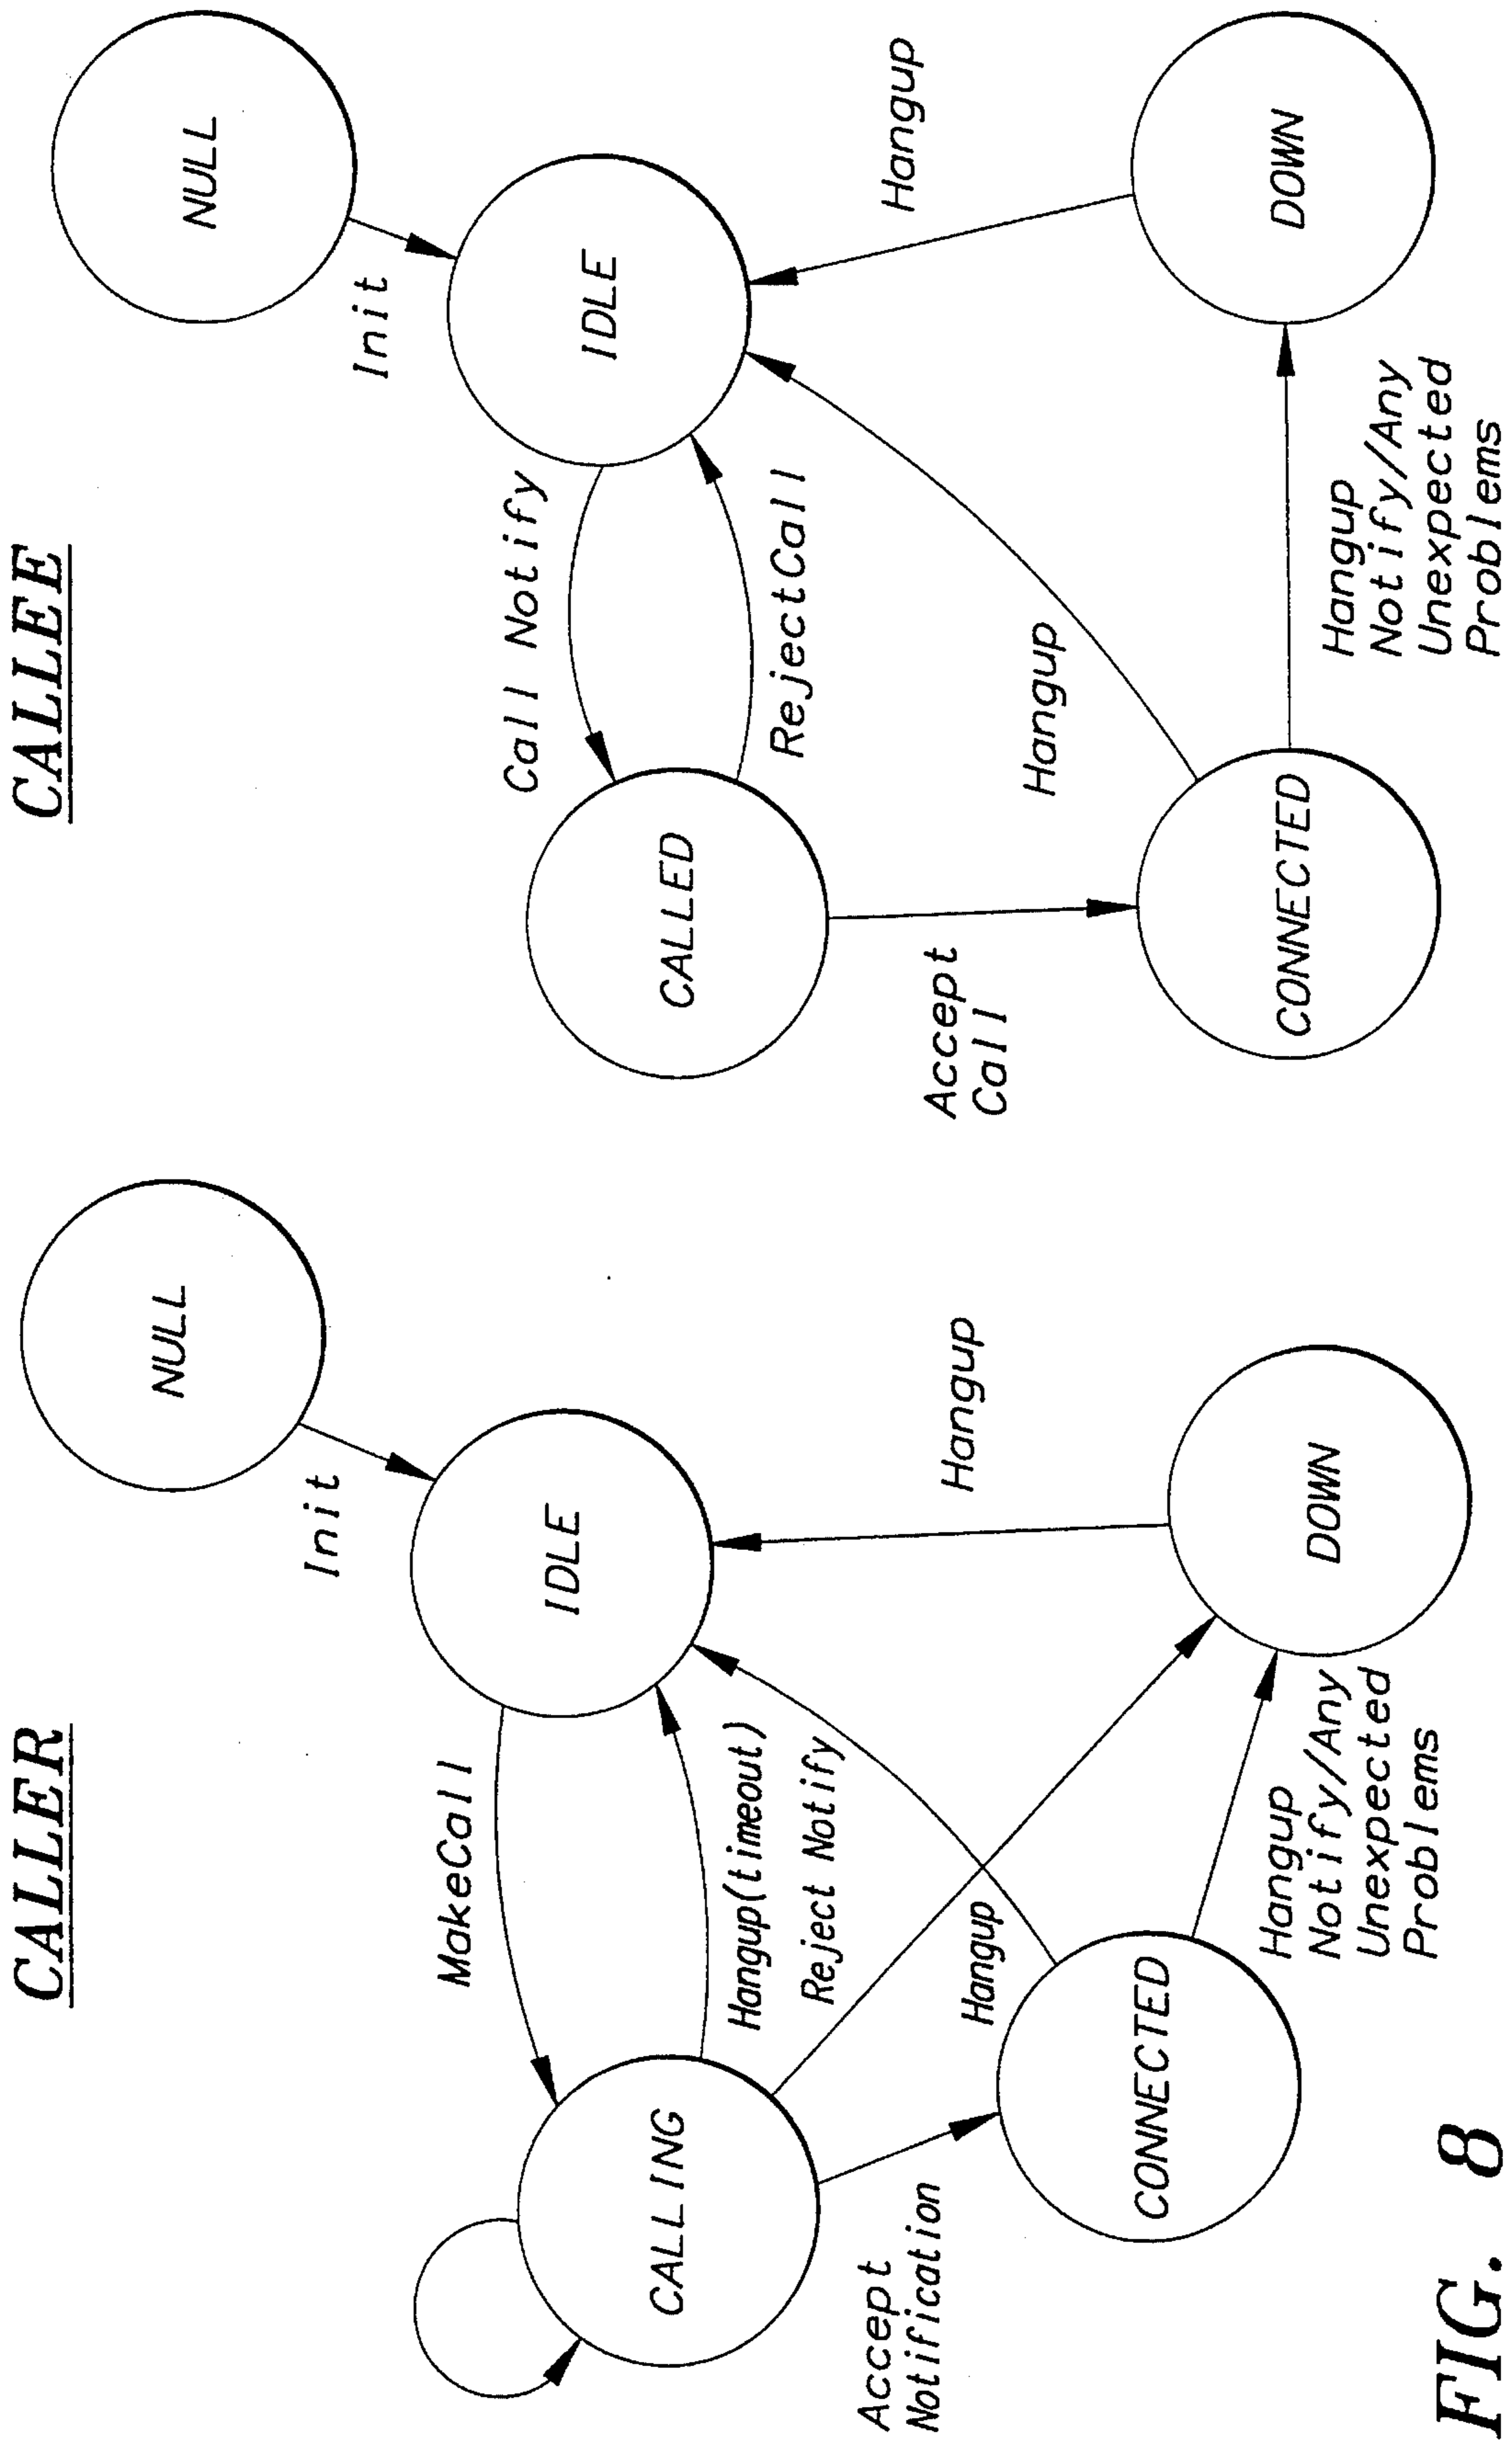 CALLER
NULL
Init
IDLE
MakeCall
CALLING
Hangup(timeout)
Reject Notify
Hangup
Accept
Notification
Hangup
CONNECTED
DOWN
Hangup
Notify/Any
Unexpected
Problems
CALLEE
NULL
Init
IDLE
Call Notify
CALLED
RejectCall
Hangup
Accept
Call
Hangup
CONNECTED
DOWN
Hangup
Notify/Any
Unexpected
Problems
FIG. 8